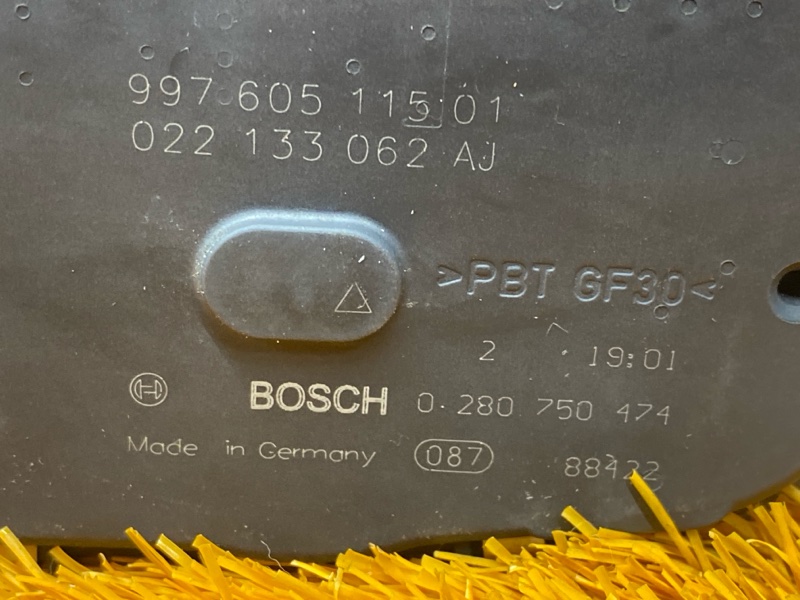 997 605 115 01
022 133 062 AJ
>PBT GF30<
2 19:01
BOSCH 0 280 750 474
Made in Germany 087 88422